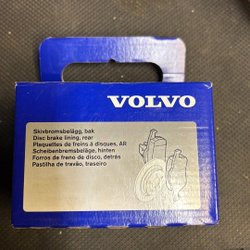 VOLVO
Skivbromsbelägg, bak
Disc brake lining, rear
Plaquettes de freins à disques, AR
Scheibenbremsbeläge, hinten
Forros de freno de disco, detrás
Pastilha de travão, traseiro